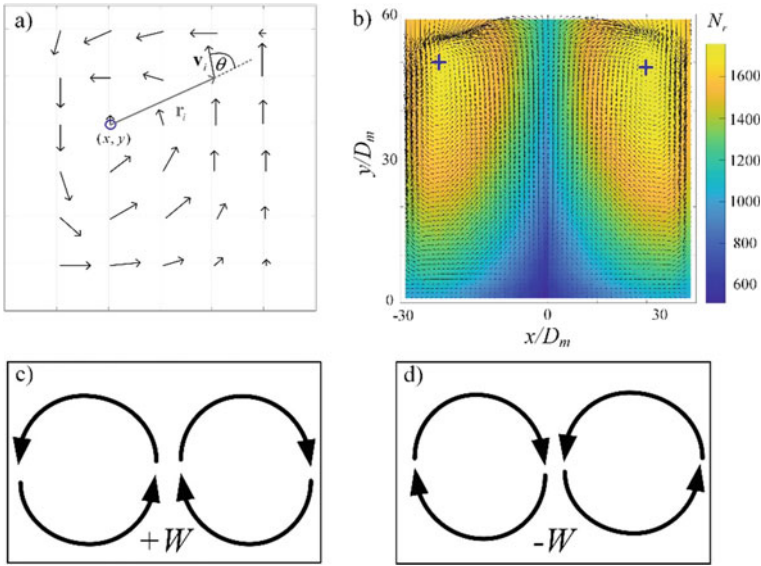 a)
v_i
θ
r_i
(x, y)
b)
60
30
0
y/D_m
-30
0
30
x/D_m
N_r
1600
1400
1200
1000
800
600
c)
+W
d)
-W